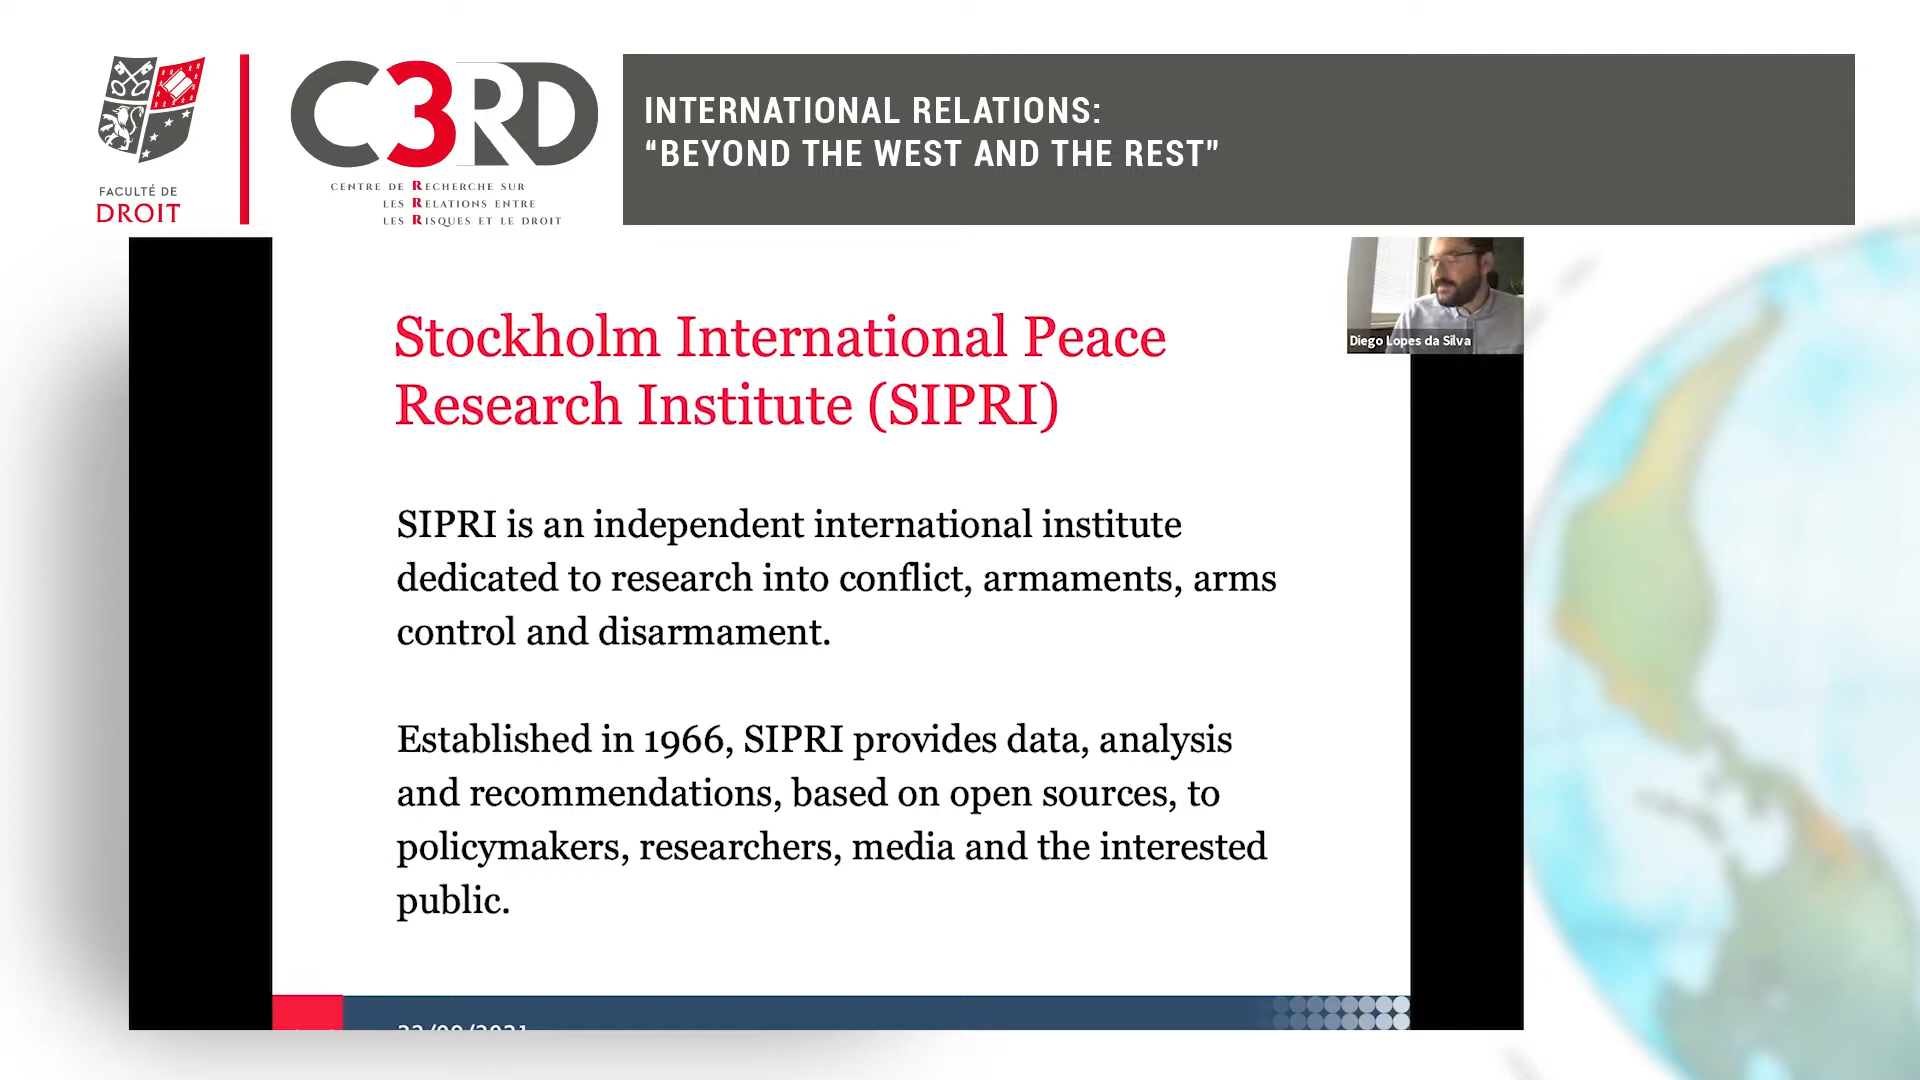 FACULTÉ DE
DROIT
C3RD
CENTRE DE RECHERCHE SUR
LES RELATIONS ENTRE
LES RISQUES ET LE DROIT
INTERNATIONAL RELATIONS:
“BEYOND THE WEST AND THE REST”
Diego Lopes da Silva
Stockholm International Peace
Research Institute (SIPRI)
SIPRI is an independent international institute
dedicated to research into conflict, armaments, arms
control and disarmament.
Established in 1966, SIPRI provides data, analysis
and recommendations, based on open sources, to
policymakers, researchers, media and the interested
public.